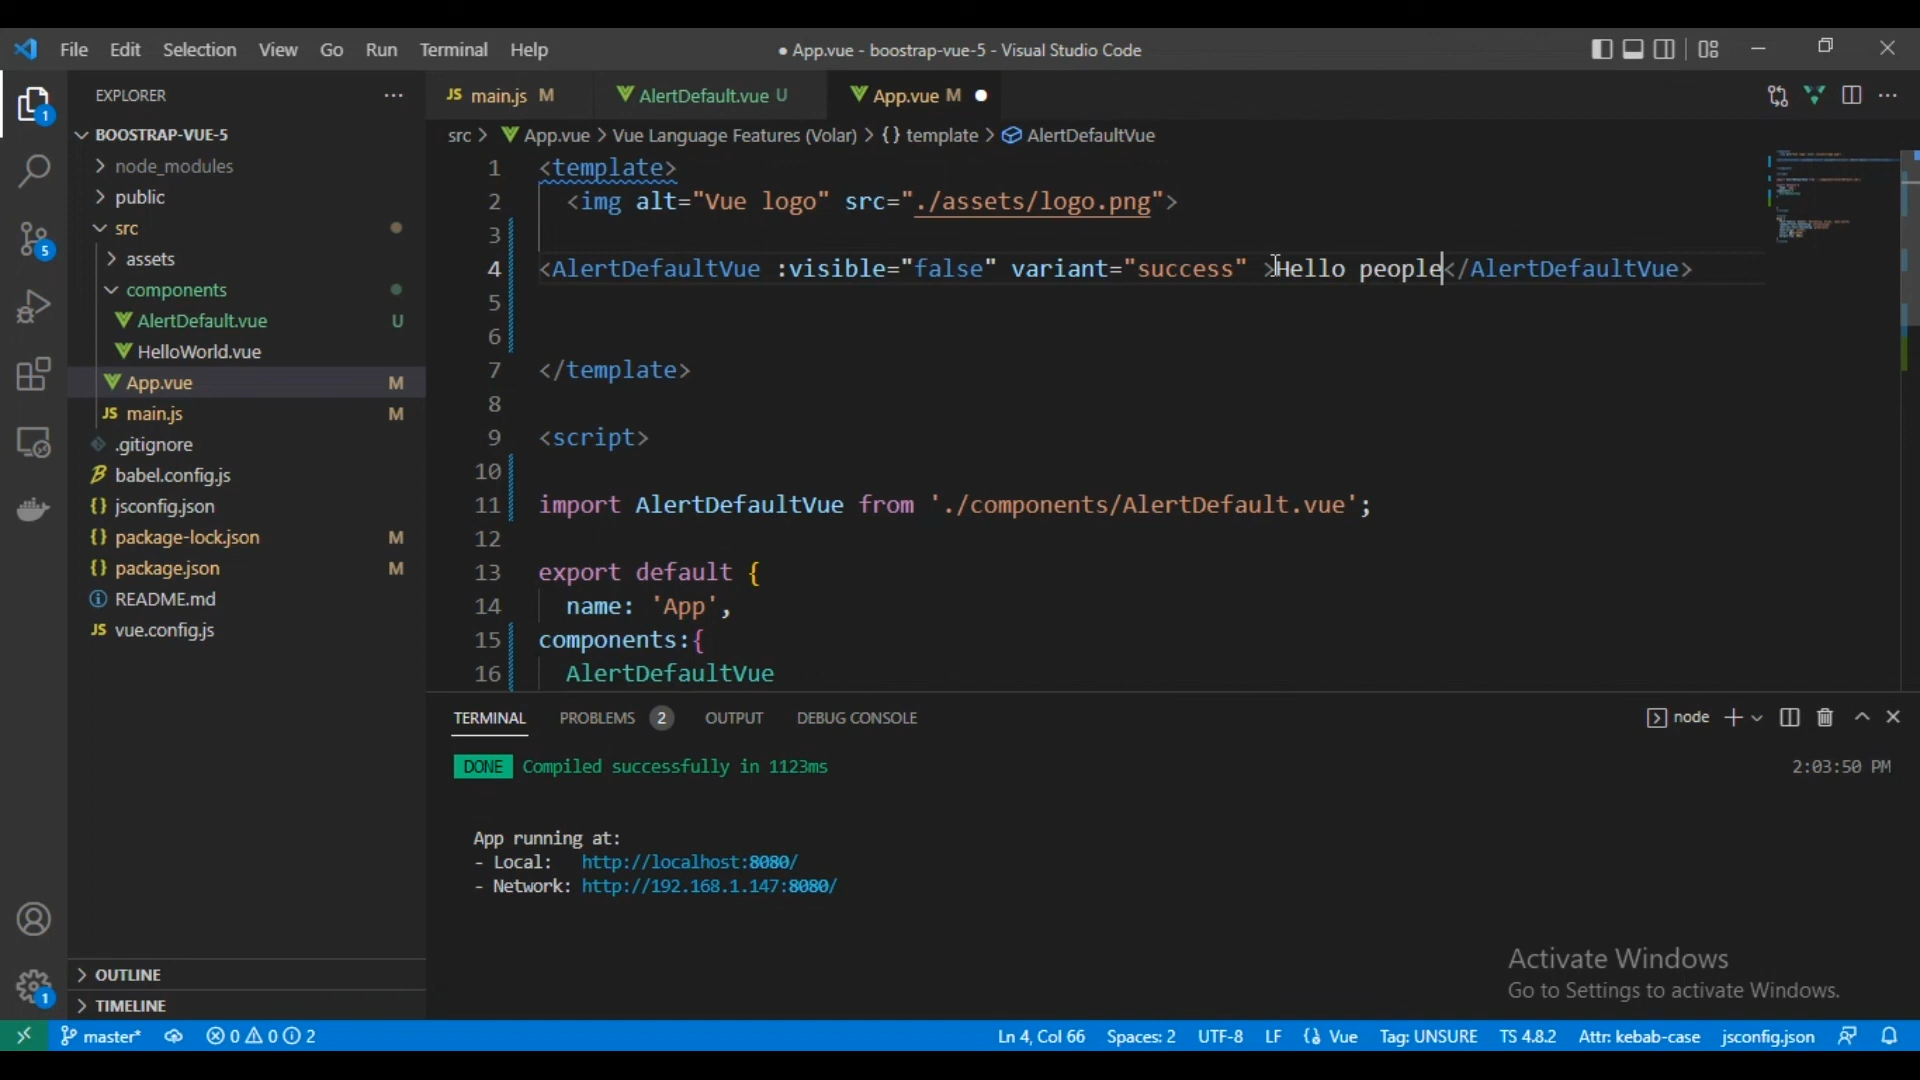 File Edit Selection View Go Run Terminal Help ● App.vue - boostrap-vue-5 - Visual Studio Code
EXPLORER ···
BOOSTRAP-VUE-5
node_modules
public
src
assets
components
AlertDefault.vue U
HelloWorld.vue
App.vue M
JS main.js M
.gitignore
babel.config.js
{} jsconfig.json
{} package-lock.json M
{} package.json M
README.md
JS vue.config.js
OUTLINE
TIMELINE
1
5
1
JS main.js M AlertDefault.vue U App.vue M ●
src > App.vue > Vue Language Features (Volar) > {} template > AlertDefaultVue
1 <template>
2 <img alt="Vue logo" src="./assets/logo.png">
3
4 <AlertDefaultVue :visible="false" variant="success" >Hello people</AlertDefaultVue>
5
6
7 </template>
8
9 <script>
10
11 import AlertDefaultVue from './components/AlertDefault.vue';
12
13 export default {
14 name: 'App',
15 components:{
16 AlertDefaultVue
TERMINAL PROBLEMS 2 OUTPUT DEBUG CONSOLE node
DONE Compiled successfully in 1123ms 2:03:50 PM
App running at:
- Local: http://localhost:8080/
- Network: http://192.168.1.147:8080/
Activate Windows
Go to Settings to activate Windows.
master* 0 0 2 Ln 4, Col 66 Spaces: 2 UTF-8 LF Vue Tag: UNSURE TS 4.8.2 Attr: kebab-case jsconfig.json